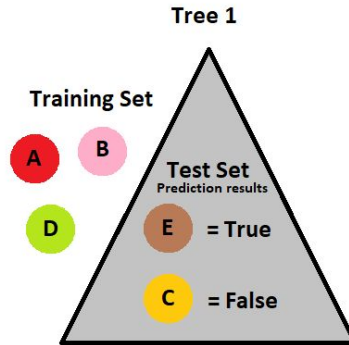 Tree 1
Training Set
A
B
D
Test Set
Prediction results
E = True
C = False